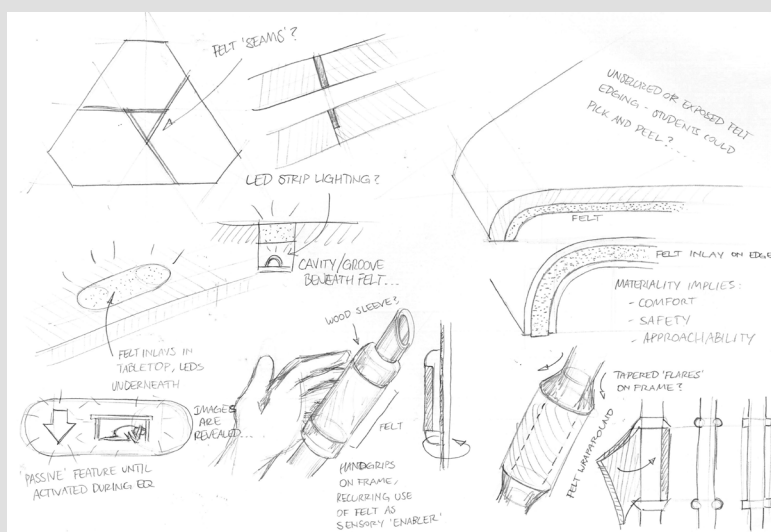 FELT 'SEAMS'?
UNSECURED OR EXPOSED FELT
EDGING - STUDENTS COULD
PICK AND PEEL?.....
LED STRIP LIGHTING?
FELT
CAVITY/GROOVE
BENEATH FELT...
FELT INLAY ON EDGE
MATERIALITY IMPLIES:
- COMFORT
- SAFETY
- APPROACHABILITY
WOOD SLEEVE?
FELT INLAYS IN
TABLETOP, LEDS
UNDERNEATH
IMAGES
ARE
REVEALED...
'PASSIVE' FEATURE UNTIL
ACTIVATED DURING EQ
FELT
HANDGRIPS
ON FRAME,
RECURRING USE
OF FELT AS
SENSORY 'ENABLER'
TAPERED 'FLARES'
ON FRAME?
FELT WRAPAROUND